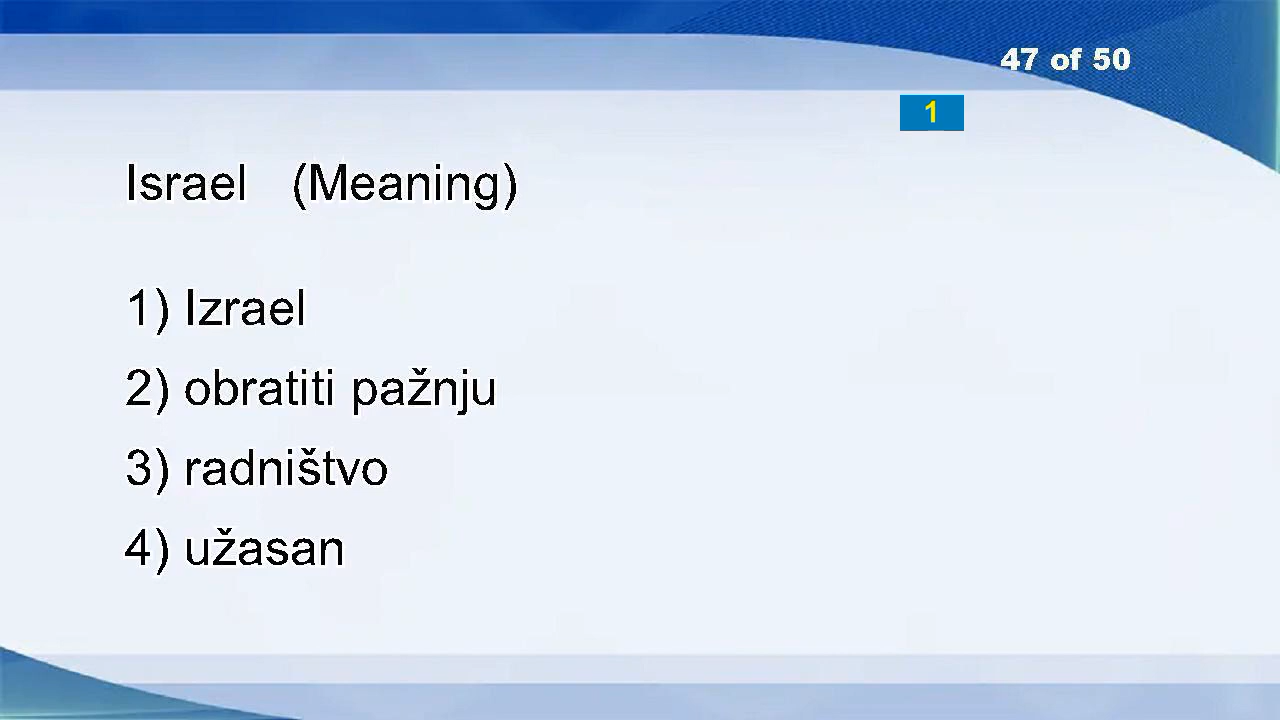 47 of 50
1
Israel (Meaning)
1) Izrael
2) obratiti pažnju
3) radništvo
4) užasan